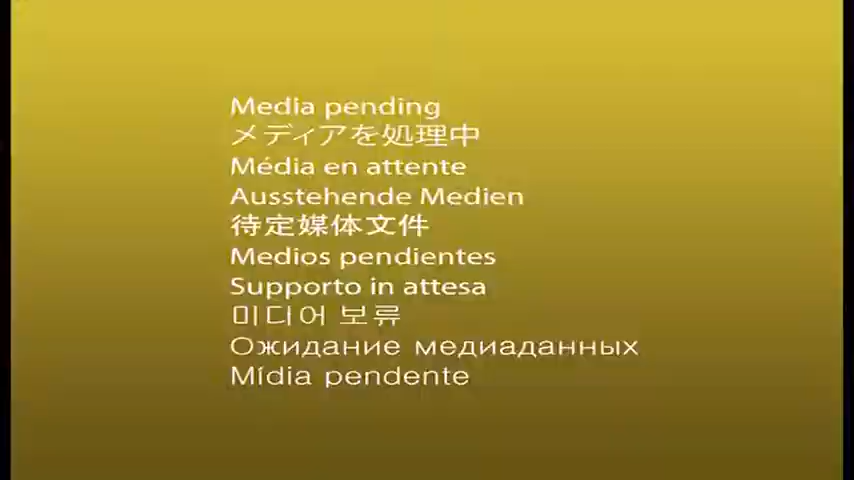 Media pending
メディアを処理中
Média en attente
Ausstehende Medien
待定媒体文件
Medios pendientes
Supporto in attesa
미디어 보류
Ожидание медиаданных
Mídia pendente